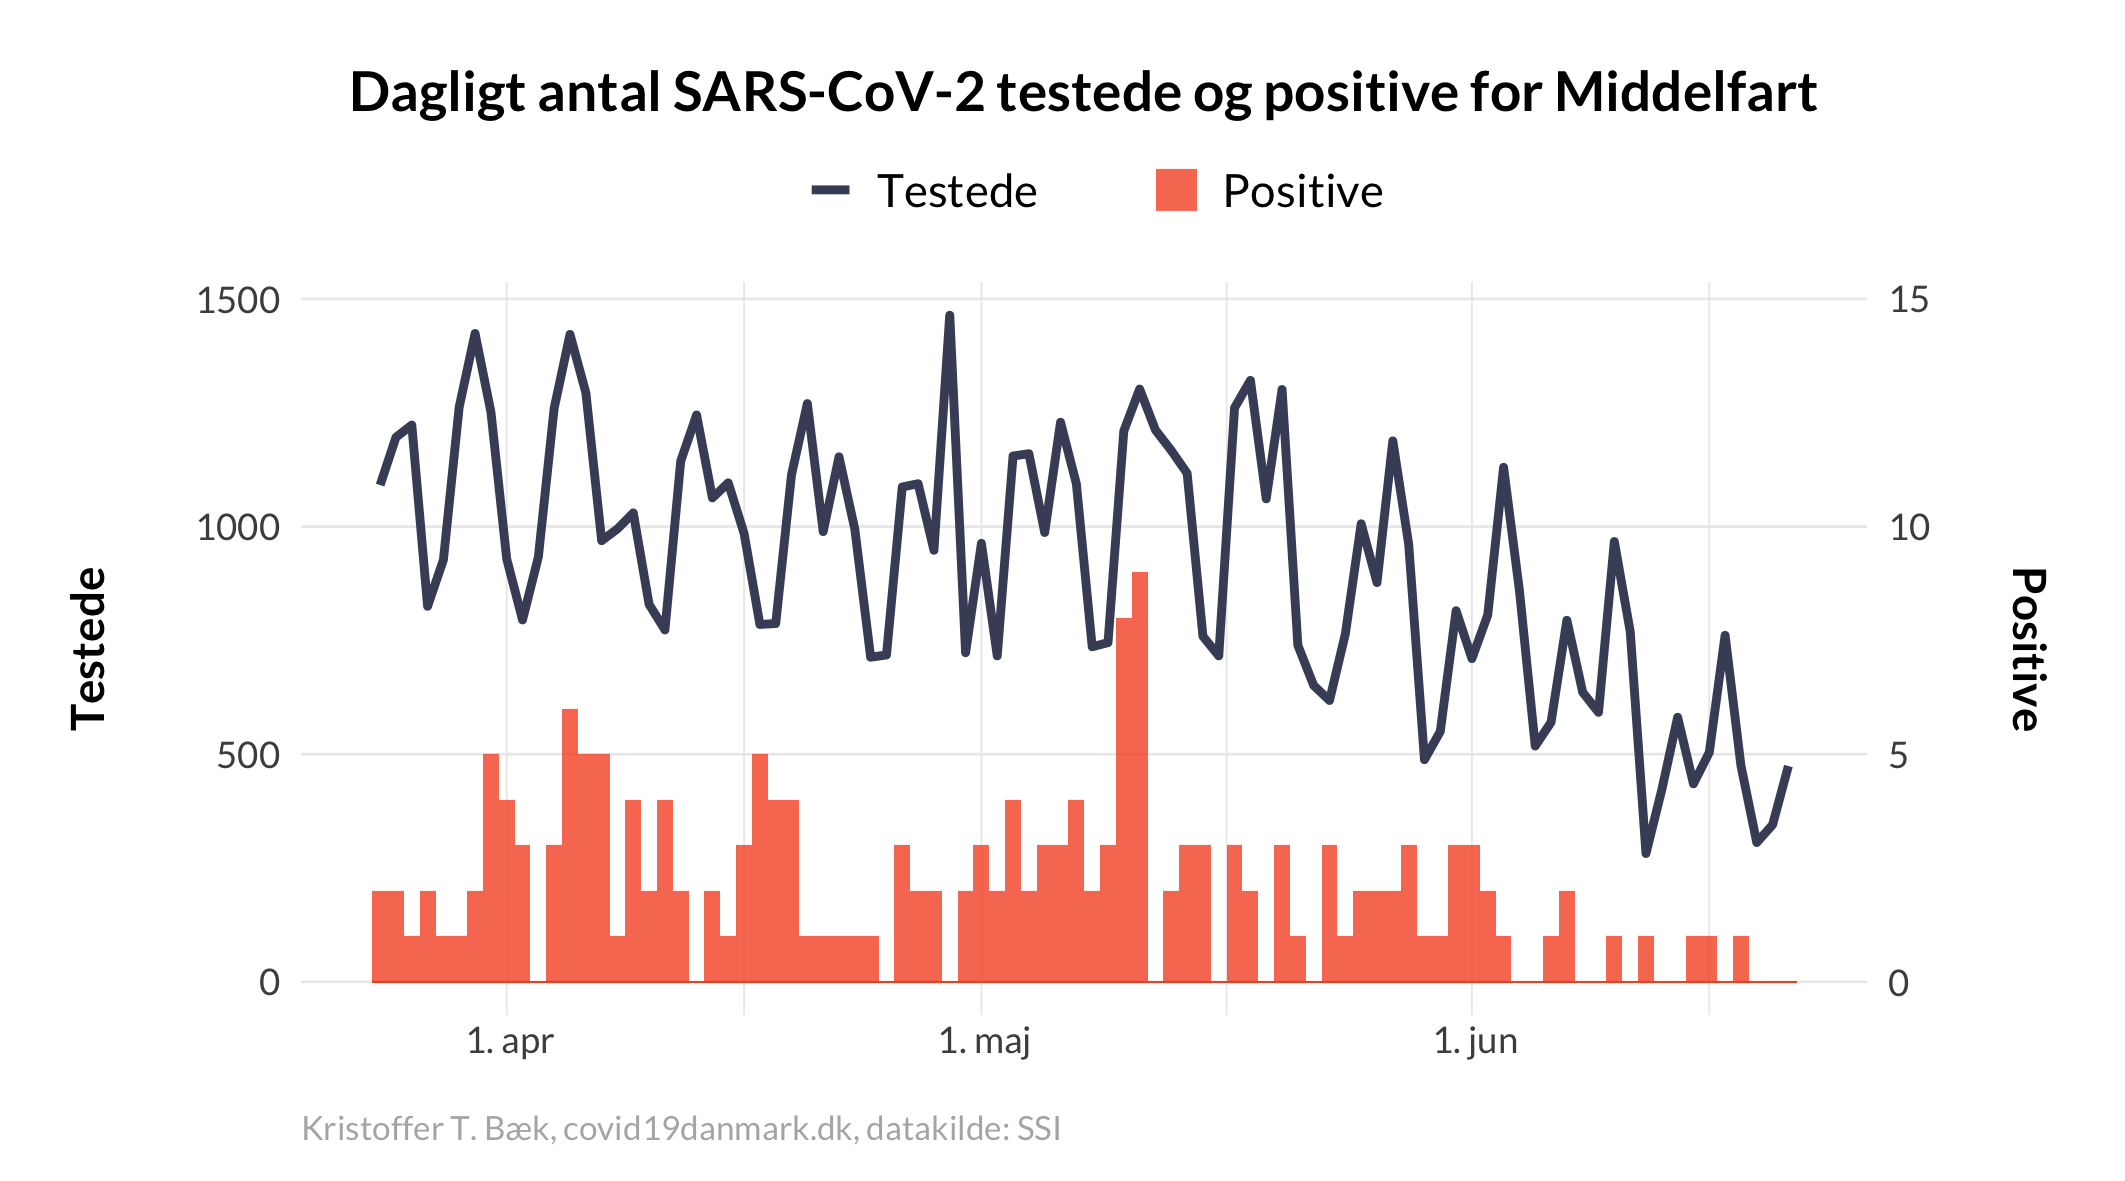 Dagligt antal SARS-CoV-2 testede og positive for Middelfart
Testede
Positive
1500
1000
500
0
15
10
5
0
Testede
Positive
1. apr
1. maj
1. jun
Kristoffer T. Bæk, covid19danmark.dk, datakilde: SSI